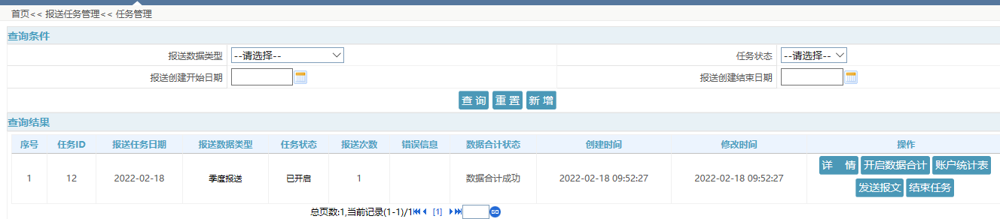 首页<< 报送任务管理<< 任务管理
查询条件
报送数据类型 --请选择-- 任务状态 --请选择--
报送创建开始日期 报送创建结束日期
查 询 重 置 新 增
查询结果
序号 任务ID 报送任务日期 报送数据类型 任务状态 报送次数 错误信息 数据合计状态 创建时间 修改时间 操作
1 12 2022-02-18 季度报送 已开启 1 数据合计成功 2022-02-18 09:52:27 2022-02-18 09:52:27 详 情 开启数据合计 账户统计表
发送报文 结束任务
总页数:1,当前记录(1-1)/1 [1] GO